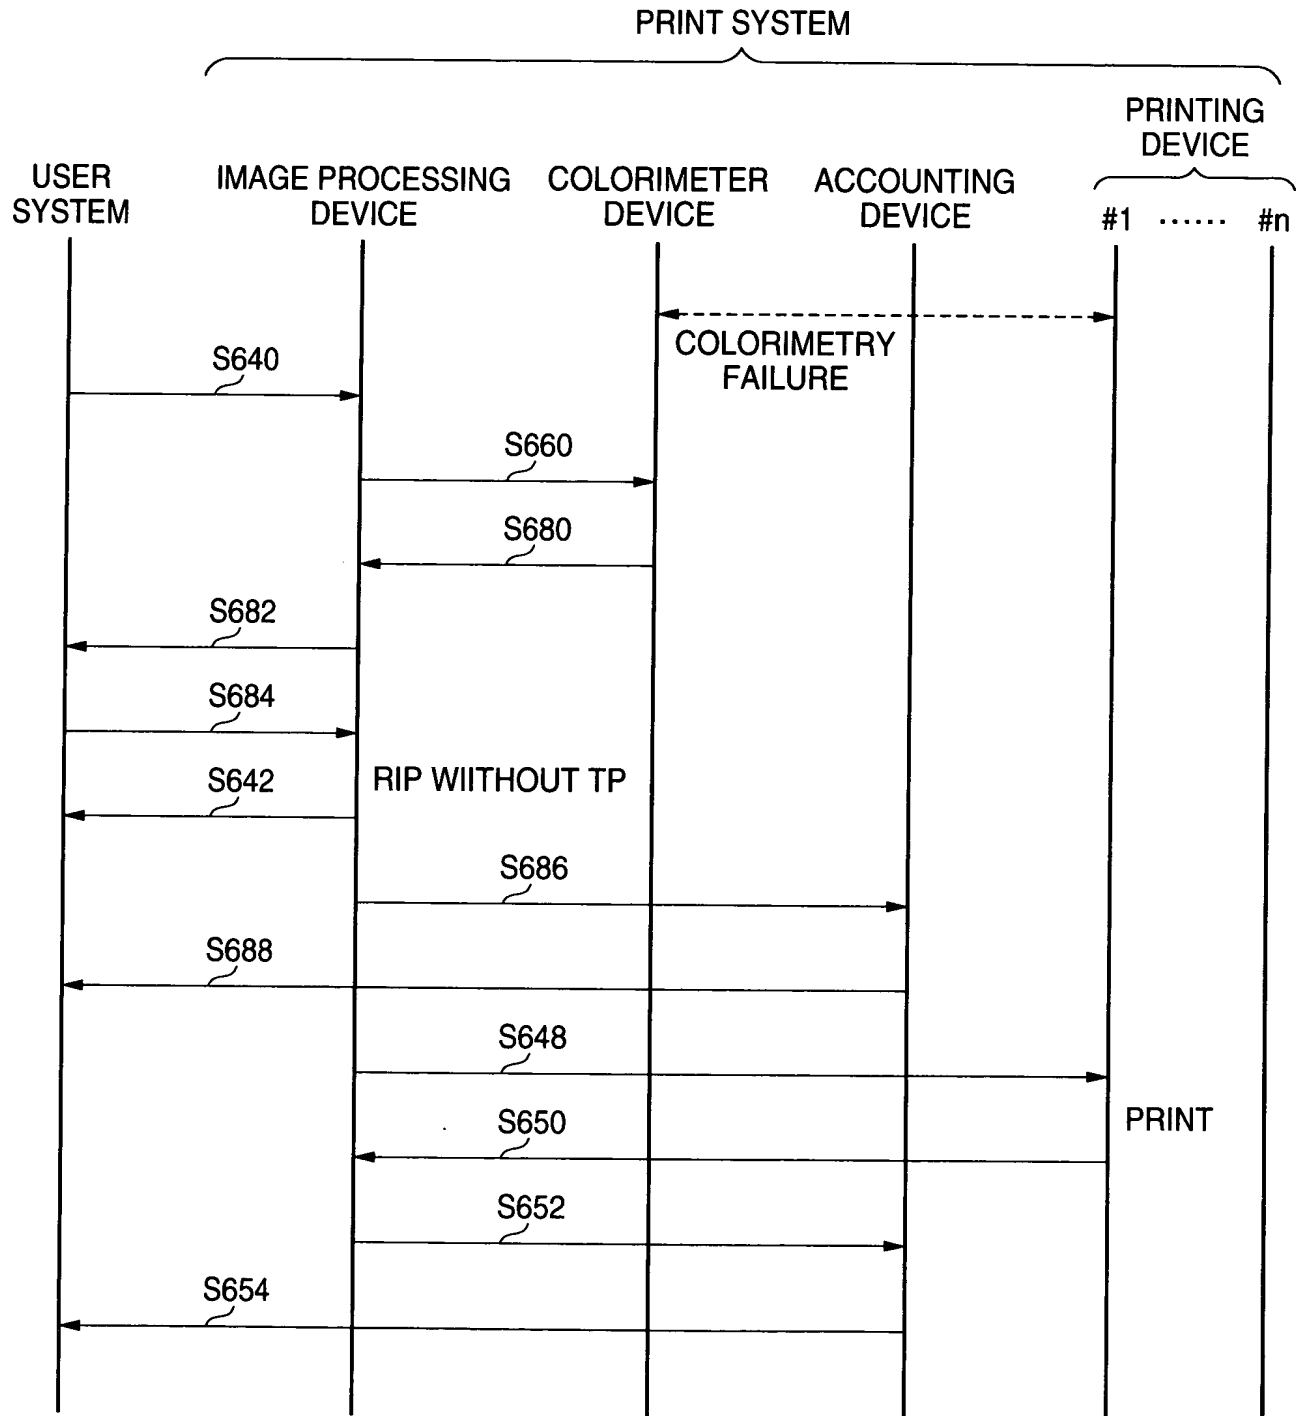 PRINT SYSTEM
PRINTING
DEVICE
USER
SYSTEM
IMAGE PROCESSING
DEVICE
COLORIMETER
DEVICE
ACCOUNTING
DEVICE
#1 ...... #n
COLORIMETRY
FAILURE
S640
S660
S680
S682
S684
S642
RIP WIITHOUT TP
S686
S688
S648
PRINT
S650
S652
S654